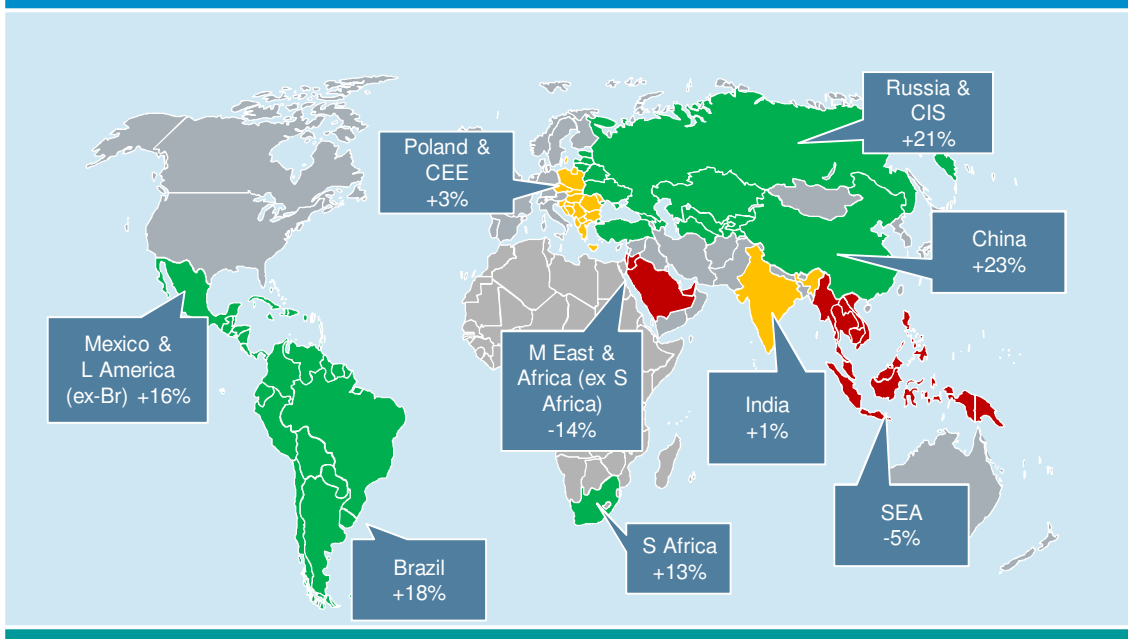 Russia &
CIS
+21%
Poland &
CEE
+3%
China
+23%
Mexico &
L America
(ex-Br) +16%
M East &
Africa (ex S
Africa)
-14%
India
+1%
SEA
-5%
S Africa
+13%
Brazil
+18%